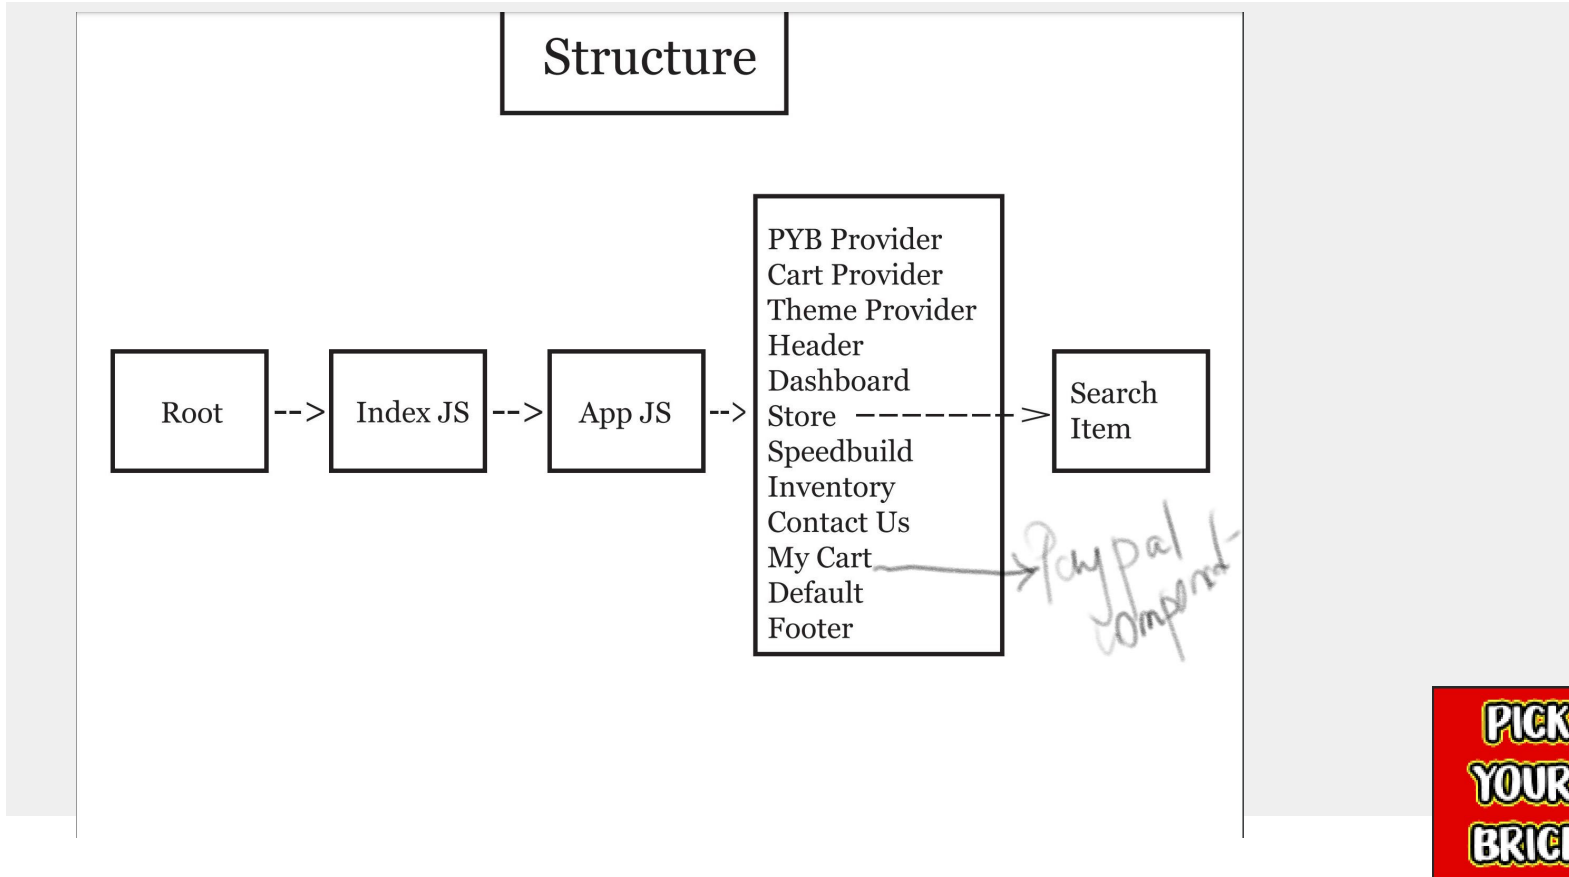 Structure
Root
-->
Index JS
-->
App JS
-->
PYB Provider
Cart Provider
Theme Provider
Header
Dashboard
Store
Speedbuild
Inventory
Contact Us
My Cart
Default
Footer
Search
Item
Paypal
Component
PICK
YOUR
BRICK